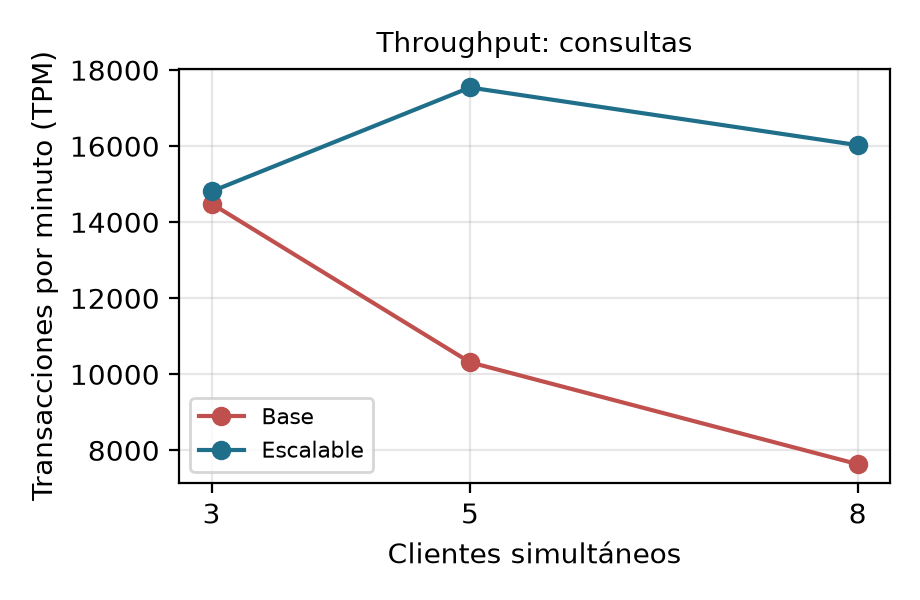 Throughput: consultas
Transacciones por minuto (TPM)
18000
16000
14000
12000
10000
8000
Base
Escalable
3 5 8
Clientes simultáneos